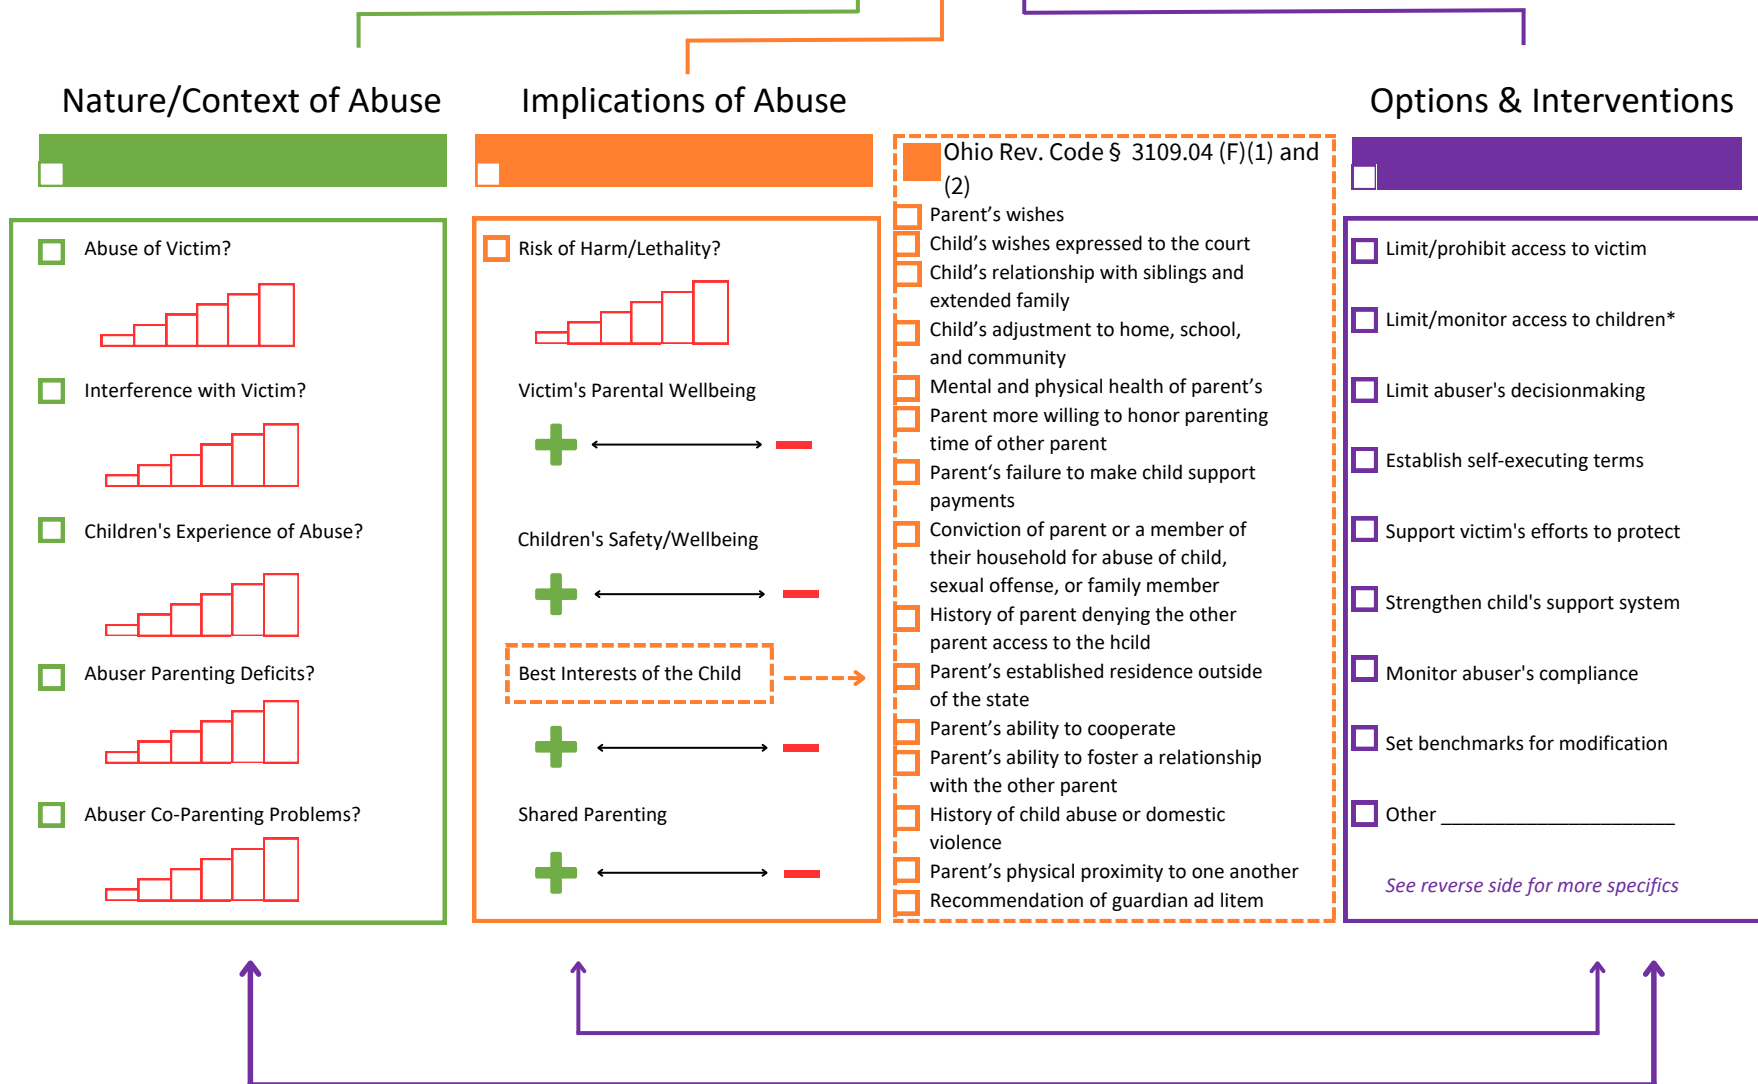 Nature/Context of Abuse
Implications of Abuse
Options & Interventions
Abuse of Victim?
Interference with Victim?
Children's Experience of Abuse?
Abuser Parenting Deficits?
Abuser Co-Parenting Problems?
Risk of Harm/Lethality?
Victim's Parental Wellbeing
Children's Safety/Wellbeing
Best Interests of the Child
Shared Parenting
Ohio Rev. Code § 3109.04 (F)(1) and
(2)
Parent's wishes
Child's wishes expressed to the court
Child's relationship with siblings and
extended family
Child's adjustment to home, school,
and community
Mental and physical health of parent's
Parent more willing to honor parenting
time of other parent
Parent's failure to make child support
payments
Conviction of parent or a member of
their household for abuse of child,
sexual offense, or family member
History of parent denying the other
parent access to the hcild
Parent's established residence outside
of the state
Parent's ability to cooperate
Parent's ability to foster a relationship
with the other parent
History of child abuse or domestic
violence
Parent's physical proximity to one another
Recommendation of guardian ad litem
Limit/prohibit access to victim
Limit/monitor access to children*
Limit abuser's decisionmaking
Establish self-executing terms
Support victim's efforts to protect
Strengthen child's support system
Monitor abuser's compliance
Set benchmarks for modification
Other ______________________
See reverse side for more specifics